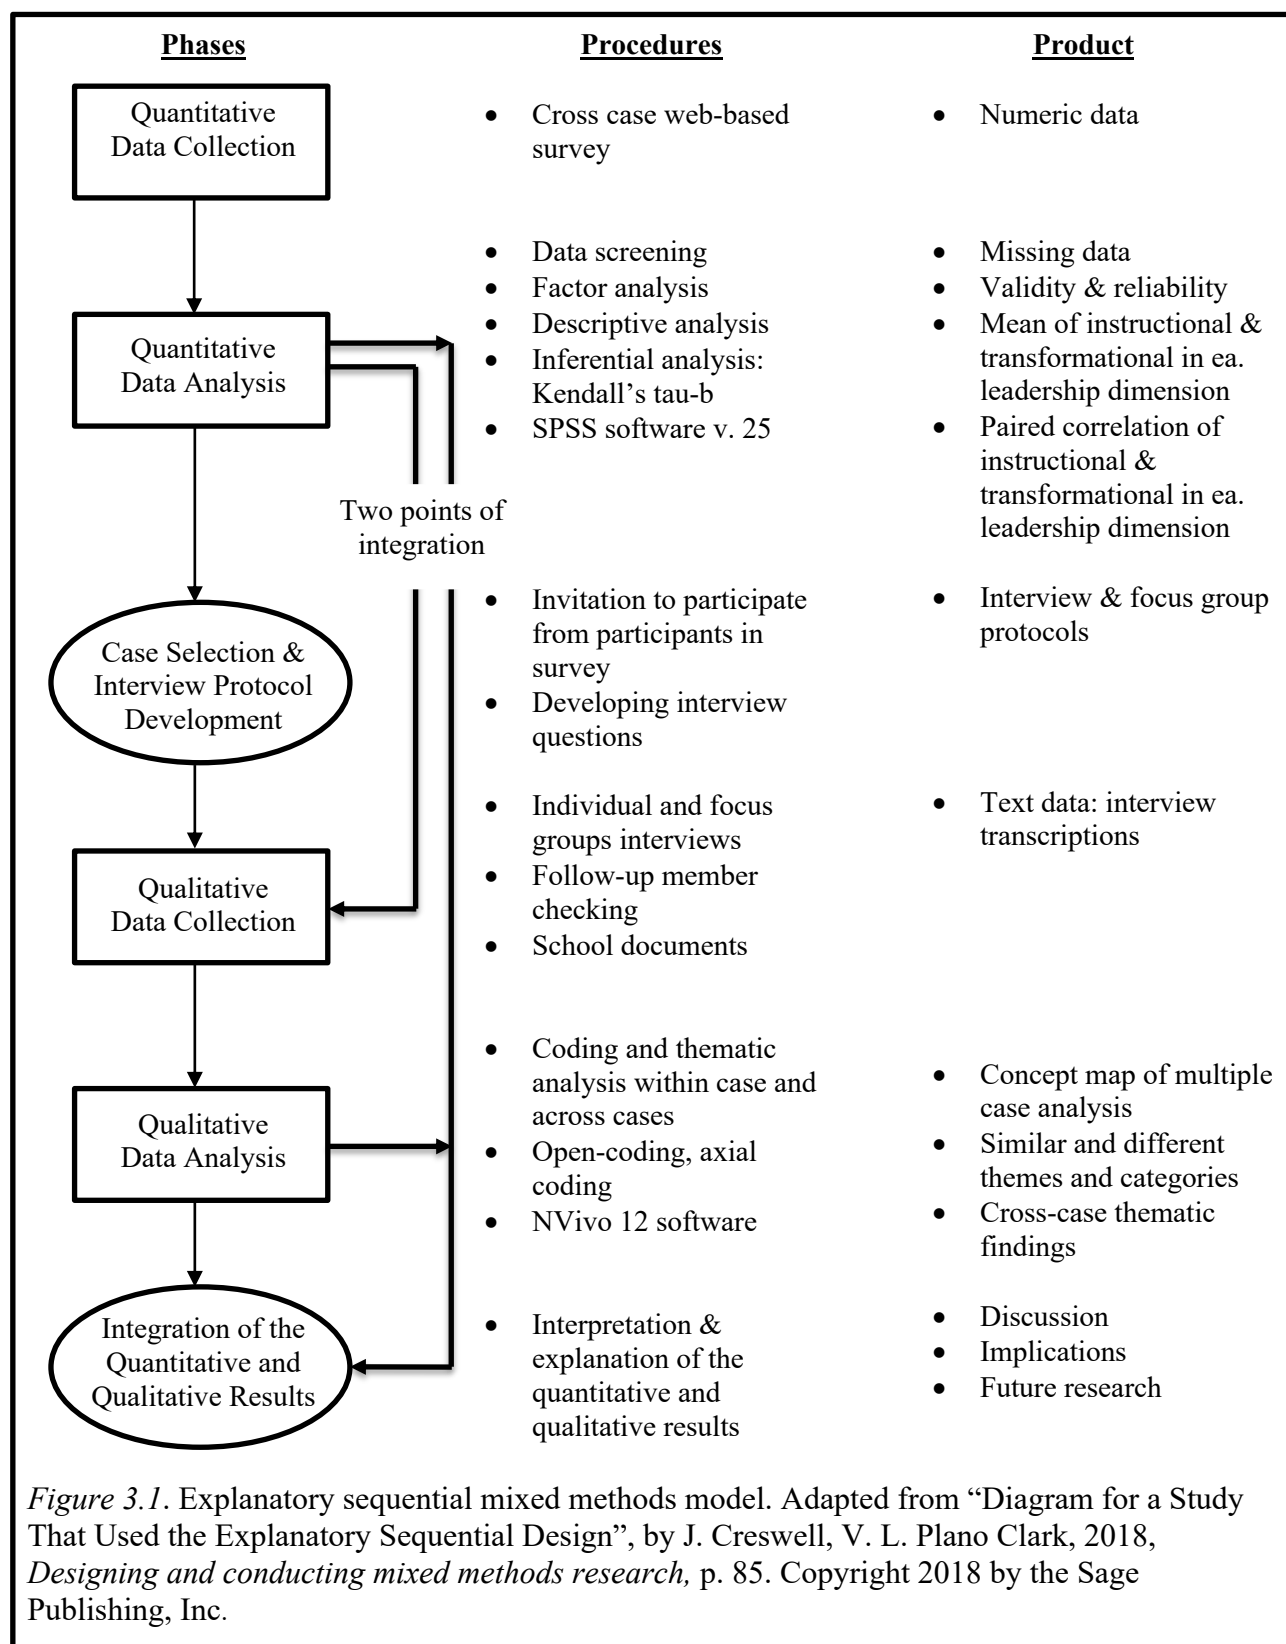 Phases
Procedures
Product
Quantitative
Data Collection
• Cross case web-based
survey
• Numeric data
Quantitative
Data Analysis
• Data screening
• Factor analysis
• Descriptive analysis
• Inferential analysis:
Kendall’s tau-b
• SPSS software v. 25
• Missing data
• Validity & reliability
• Mean of instructional &
transformational in ea.
leadership dimension
• Paired correlation of
instructional &
transformational in ea.
leadership dimension
Two points of
integration
Case Selection &
Interview Protocol
Development
• Invitation to participate
from participants in
survey
• Developing interview
questions
• Interview & focus group
protocols
Qualitative
Data Collection
• Individual and focus
groups interviews
• Follow-up member
checking
• School documents
• Text data: interview
transcriptions
Qualitative
Data Analysis
• Coding and thematic
analysis within case and
across cases
• Open-coding, axial
coding
• NVivo 12 software
• Concept map of multiple
case analysis
• Similar and different
themes and categories
• Cross-case thematic
findings
Integration of the
Quantitative and
Qualitative Results
• Interpretation &
explanation of the
quantitative and
qualitative results
• Discussion
• Implications
• Future research
Figure 3.1. Explanatory sequential mixed methods model. Adapted from “Diagram for a Study
That Used the Explanatory Sequential Design”, by J. Creswell, V. L. Plano Clark, 2018,
Designing and conducting mixed methods research, p. 85. Copyright 2018 by the Sage
Publishing, Inc.